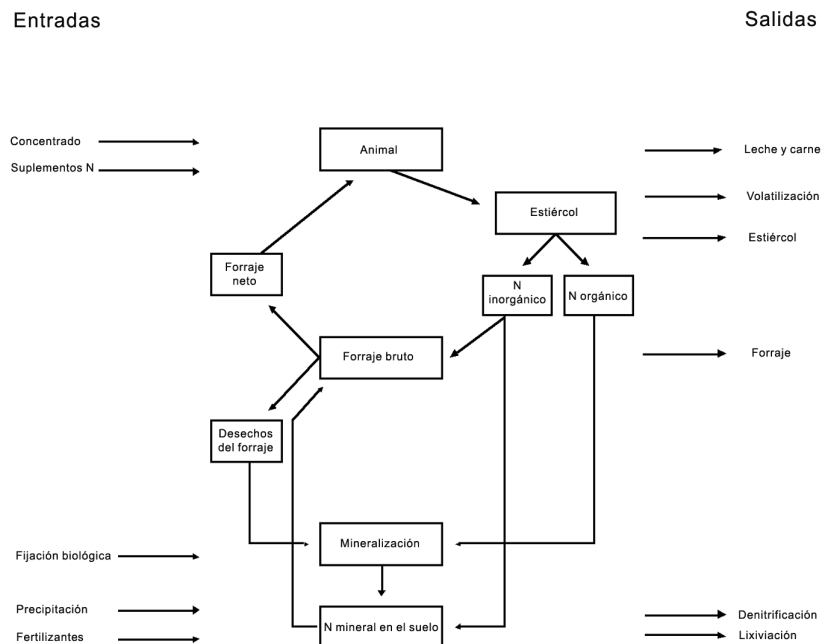 Entradas
Salidas
Concentrado
Suplementos N
Animal
Leche y carne
Volatilización
Estiércol
Estiércol
Forraje
neto
N
inorgánico
N orgánico
Forraje bruto
Forraje
Desechos
del forraje
Mineralización
Fijación biológica
Precipitación
Fertilizantes
N mineral en el suelo
Denitrificación
Lixiviación